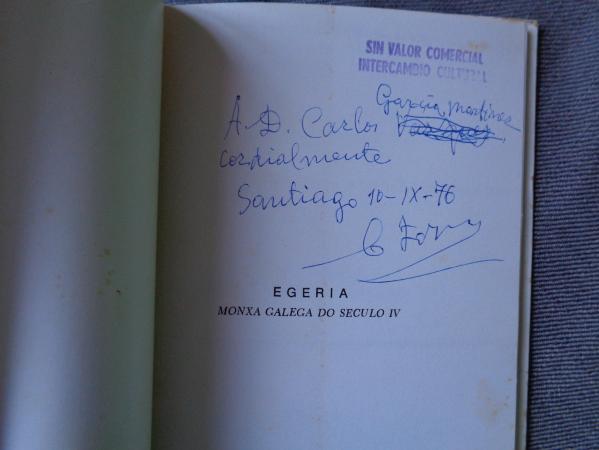 SIN VALOR COMERCIAL
INTERCAMBIO CULTURAL
García Martínez
Á D. Carlos
cordialmente
Santiago 10-IX-76
EGERIA
MONXA GALEGA DO SECULO IV